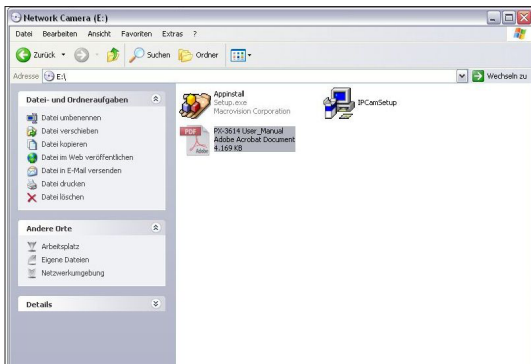 Network Camera (E:)
Datei Bearbeiten Ansicht Favoriten Extras ?
Zurück Suchen Ordner
Adresse E:\ Wechseln zu
Datei- und Ordneraufgaben
Datei umbenennen
Datei verschieben
Datei kopieren
Datei im Web veröffentlichen
Datei in E-Mail versenden
Datei drucken
Datei löschen
Andere Orte
Arbeitsplatz
Eigene Dateien
Netzwerkumgebung
Details
Appinstall
Setup.exe
Macrovision Corporation
IPCamSetup
PDF
Adobe
PX-3614 User_Manual
Adobe Acrobat Document
4.169 KB